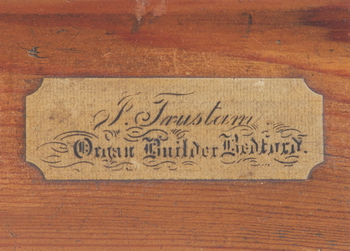 J. Trustam
Organ Builder Bedford.